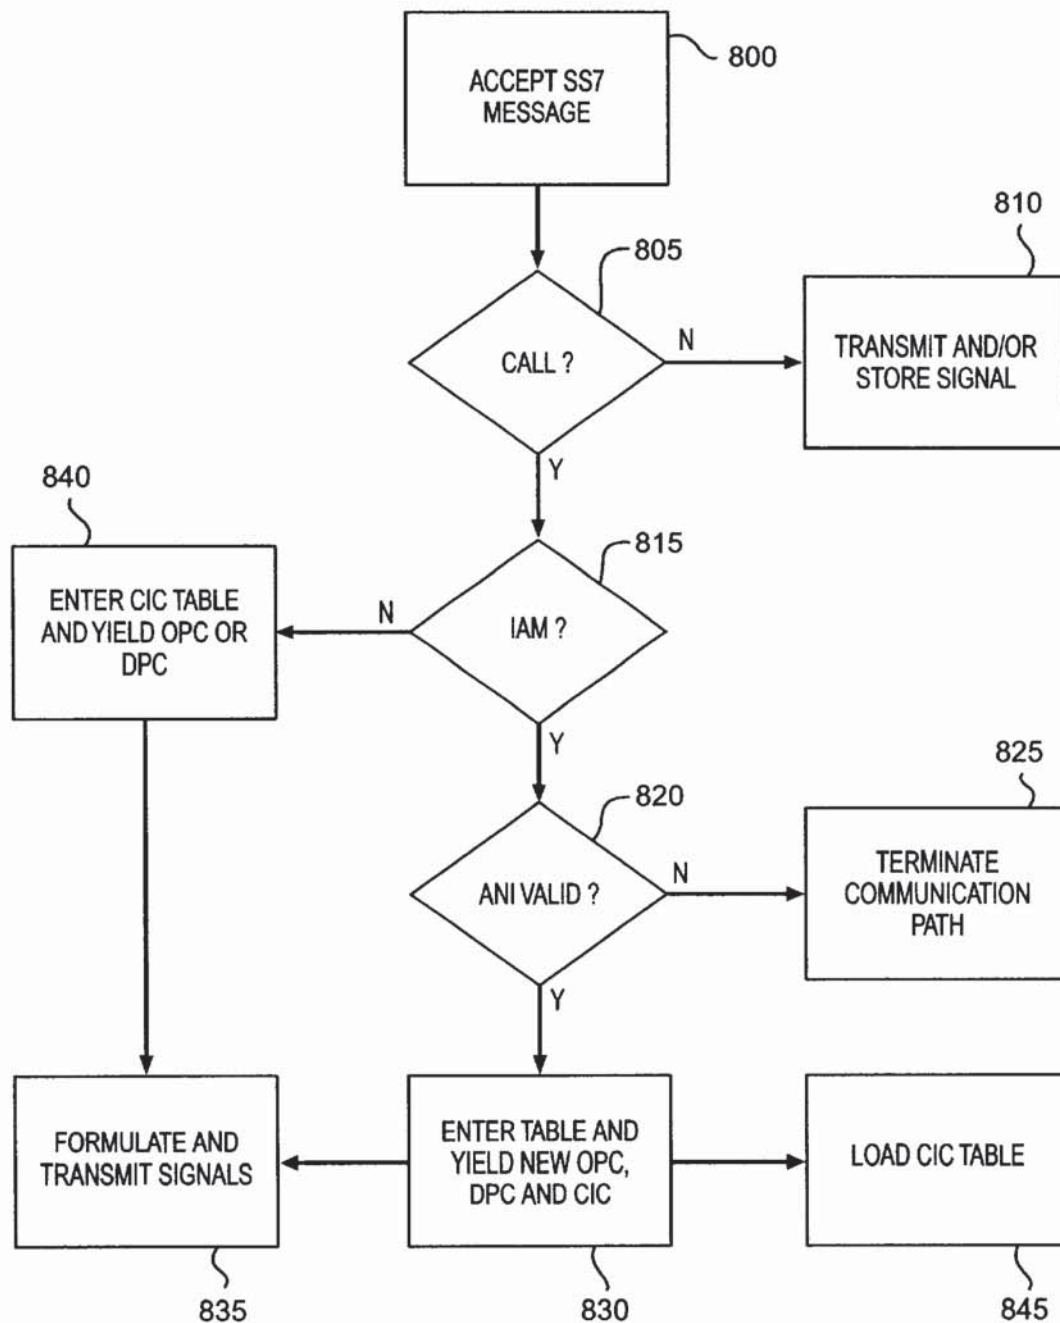 ACCEPT SS7
MESSAGE
800
805
CALL ?
N
Y
810
TRANSMIT AND/OR
STORE SIGNAL
840
ENTER CIC TABLE
AND YIELD OPC OR
DPC
815
IAM ?
N
Y
820
ANI VALID ?
N
Y
825
TERMINATE
COMMUNICATION
PATH
FORMULATE AND
TRANSMIT SIGNALS
835
ENTER TABLE AND
YIELD NEW OPC,
DPC AND CIC
830
LOAD CIC TABLE
845